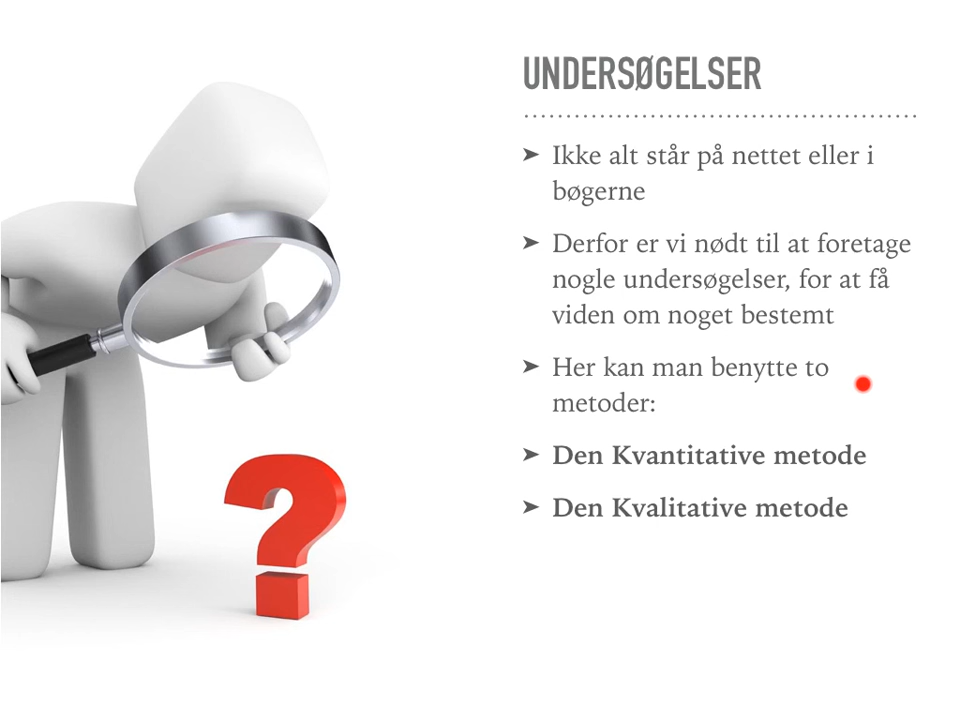 UNDERSØGELSER
➤ Ikke alt står på nettet eller i
bøgerne
➤ Derfor er vi nødt til at foretage
nogle undersøgelser, for at få
viden om noget bestemt
➤ Her kan man benytte to
metoder:
➤ Den Kvantitative metode
➤ Den Kvalitative metode
?